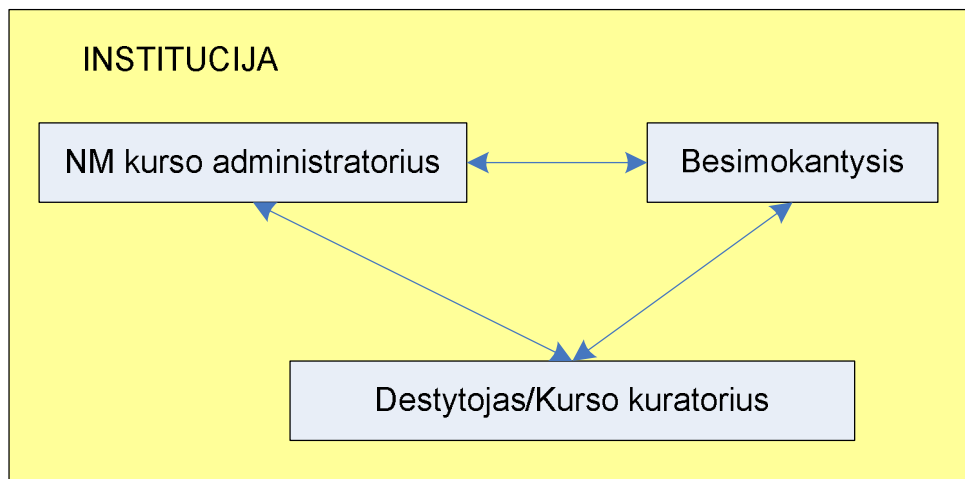 INSTITUCIJA
NM kurso administratorius
Besimokantysis
Destytojas/Kurso kuratorius